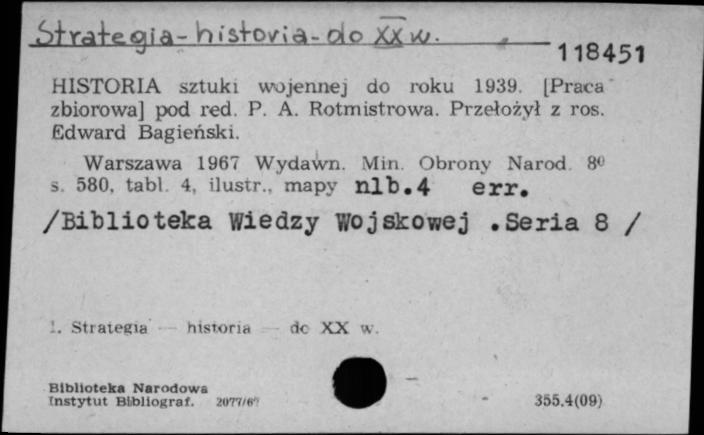 Strategia - historia - do XX w.
118451
HISTORIA sztuki wojennej do roku 1939. [Praca
zbiorowa] pod red. P. A. Rotmistrowa. Przełożył z ros.
Edward Bagieński.
Warszawa 1967 Wydawn. Min. Obrony Narod. 8⁰
s. 580, tabl. 4, ilustr., mapy nlb.4 err.
/Biblioteka Wiedzy Wojskowej .Seria 8 /
1. Strategia — historia — do XX w.
Biblioteka Narodowa
Instytut Bibliograf. 2077/67
355.4(09)